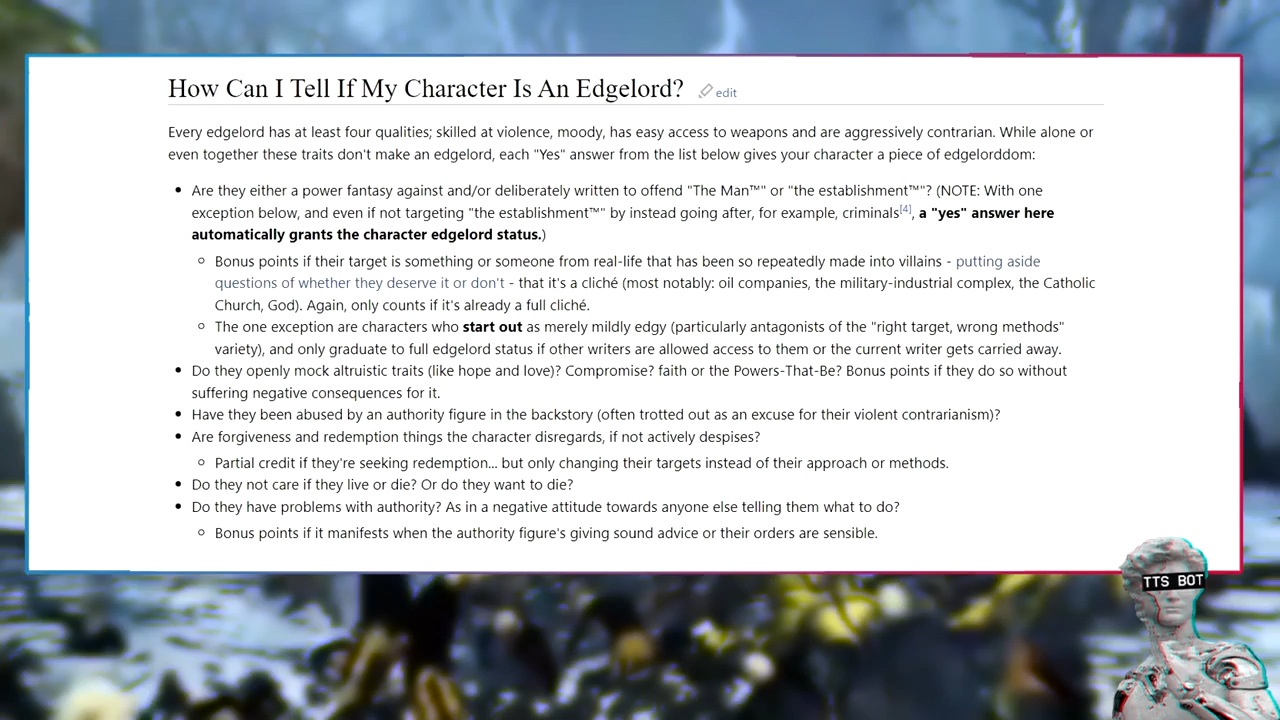 How Can I Tell If My Character Is An Edgelord? edit
Every edgelord has at least four qualities; skilled at violence, moody, has easy access to weapons and are aggressively contrarian. While alone or
even together these traits don't make an edgelord, each "Yes" answer from the list below gives your character a piece of edgelorddom:
• Are they either a power fantasy against and/or deliberately written to offend "The Man™" or "the establishment™"? (NOTE: With one
exception below, and even if not targeting "the establishment™" by instead going after, for example, criminals[4], a "yes" answer here
automatically grants the character edgelord status.)
◦ Bonus points if their target is something or someone from real-life that has been so repeatedly made into villains - putting aside
questions of whether they deserve it or don't - that it's a cliché (most notably: oil companies, the military-industrial complex, the Catholic
Church, God). Again, only counts if it's already a full cliché.
◦ The one exception are characters who start out as merely mildly edgy (particularly antagonists of the "right target, wrong methods"
variety), and only graduate to full edgelord status if other writers are allowed access to them or the current writer gets carried away.
• Do they openly mock altruistic traits (like hope and love)? Compromise? faith or the Powers-That-Be? Bonus points if they do so without
suffering negative consequences for it.
• Have they been abused by an authority figure in the backstory (often trotted out as an excuse for their violent contrarianism)?
• Are forgiveness and redemption things the character disregards, if not actively despises?
◦ Partial credit if they're seeking redemption... but only changing their targets instead of their approach or methods.
• Do they not care if they live or die? Or do they want to die?
• Do they have problems with authority? As in a negative attitude towards anyone else telling them what to do?
◦ Bonus points if it manifests when the authority figure's giving sound advice or their orders are sensible.
TTS BOT